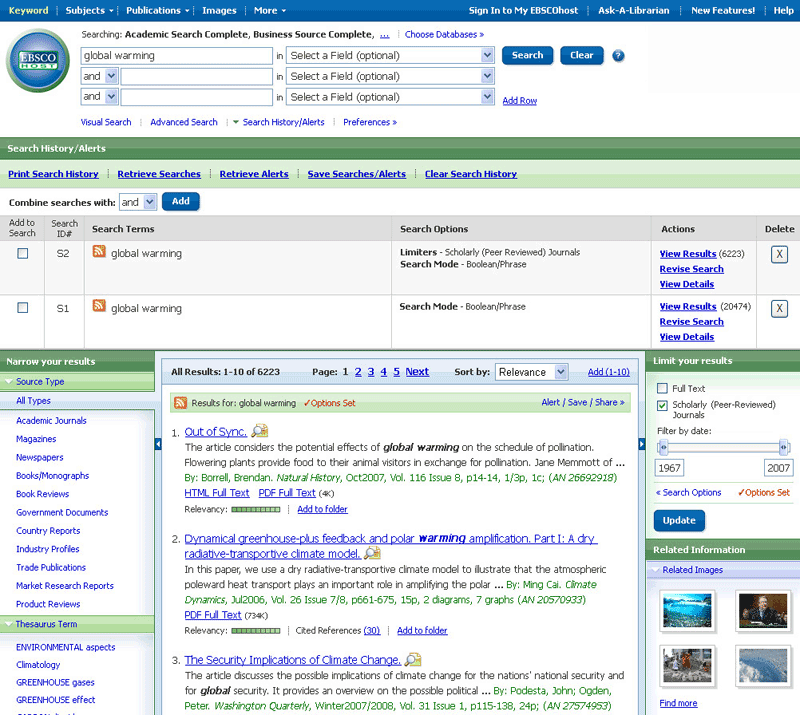 Keyword Subjects Publications Images More Sign In to My EBSCOhost Ask-A-Librarian New Features! Help
Searching: Academic Search Complete, Business Source Complete, ... Choose Databases »
EBSCO
HOST
global warming in Select a Field (optional) Search Clear ?
and in Select a Field (optional)
and in Select a Field (optional) Add Row
Visual Search Advanced Search Search History/Alerts Preferences »
Search History/Alerts
Print Search History Retrieve Searches Retrieve Alerts Save Searches/Alerts Clear Search History
Combine searches with: and Add
Add to Search Search ID# Search Terms Search Options Actions Delete
S2 global warming Limiters - Scholarly (Peer Reviewed) Journals View Results (6223) X
Search Mode - Boolean/Phrase Revise Search
View Details
S1 global warming Search Mode - Boolean/Phrase View Results (20474) X
Revise Search
View Details
Narrow your results
Source Type
All Types
Academic Journals
Magazines
Newspapers
Books/Monographs
Book Reviews
Government Documents
Country Reports
Industry Profiles
Trade Publications
Market Research Reports
Product Reviews
Thesaurus Term
ENVIRONMENTAL aspects
Climatology
GREENHOUSE gases
GREENHOUSE effect
All Results: 1-10 of 6223 Page: 1 2 3 4 5 Next Sort by: Relevance Add (1-10)
Results for: global warming ✓Options Set Alert / Save / Share »
1. Out of Sync.
The article considers the potential effects of global warming on the schedule of pollination.
Flowering plants provide food to their animal visitors in exchange for pollination. Jane Memmott of ...
By: Borrell, Brendan. Natural History, Oct2007, Vol. 116 Issue 8, p14-14, 1/3p, 1c; (AN 26692918)
HTML Full Text PDF Full Text (4K)
Relevancy: Add to folder
2. Dynamical greenhouse-plus feedback and polar warming amplification. Part I: A dry
radiative-transportive climate model.
In this paper, we use a dry radiative-transportive climate model to illustrate that the atmospheric
poleward heat transport plays an important role in amplifying the polar ... By: Ming Cai. Climate
Dynamics, Jul2006, Vol. 26 Issue 7/8, p661-675, 15p, 2 diagrams, 7 graphs (AN 20570933)
PDF Full Text (734K)
Relevancy: Cited References (30) Add to folder
3. The Security Implications of Climate Change.
The article discusses the possible implications of climate change for the nations' national security and
for global security. It provides an overview on the possible political ... By: Podesta, John; Ogden,
Peter. Washington Quarterly, Winter2007/2008, Vol. 31 Issue 1, p115-138, 24p; (AN 27574953)
Limit your results
Full Text
Scholarly (Peer-Reviewed)
Journals
Filter by date:
1967 2007
« Search Options ✓Options Set
Update
Related Information
Related Images
Find more